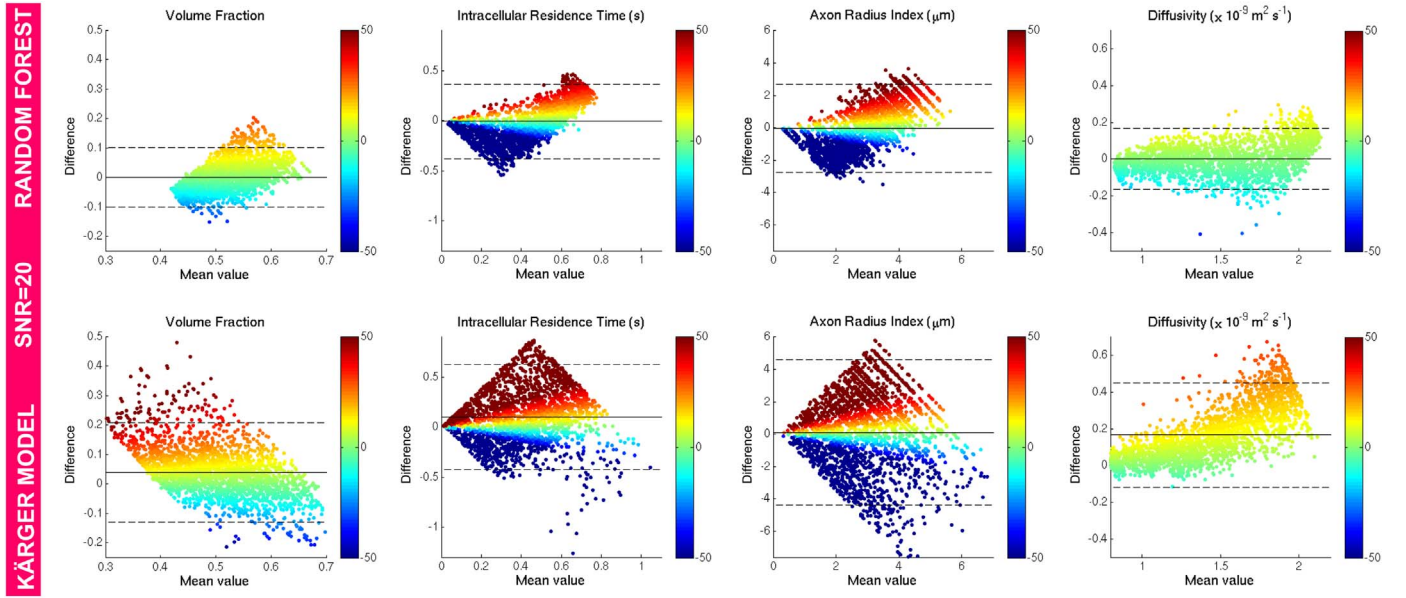 RANDOM FOREST
SNR=20
KÄRGER MODEL
Volume Fraction
Difference
0.5
0.4
0.3
0.2
0.1
0
-0.1
-0.2
0.3 0.4 0.5 0.6 0.7
Mean value
50
0
-50
Intracellular Residence Time (s)
Difference
0.5
0
-0.5
-1
0 0.2 0.4 0.6 0.8 1
Mean value
50
0
-50
Axon Radius Index (μm)
Difference
6
4
2
0
-2
-4
-6
0 2 4 6
Mean value
50
0
-50
Diffusivity (x 10-9 m2 s-1)
Difference
0.6
0.4
0.2
0
-0.2
-0.4
1 1.5 2
Mean value
50
0
-50
Volume Fraction
Difference
0.5
0.4
0.3
0.2
0.1
0
-0.1
-0.2
0.3 0.4 0.5 0.6 0.7
Mean value
50
0
-50
Intracellular Residence Time (s)
Difference
0.5
0
-0.5
-1
0 0.2 0.4 0.6 0.8 1
Mean value
50
0
-50
Axon Radius Index (μm)
Difference
6
4
2
0
-2
-4
-6
0 2 4 6
Mean value
50
0
-50
Diffusivity (x 10-9 m2 s-1)
Difference
0.6
0.4
0.2
0
-0.2
-0.4
1 1.5 2
Mean value
50
0
-50